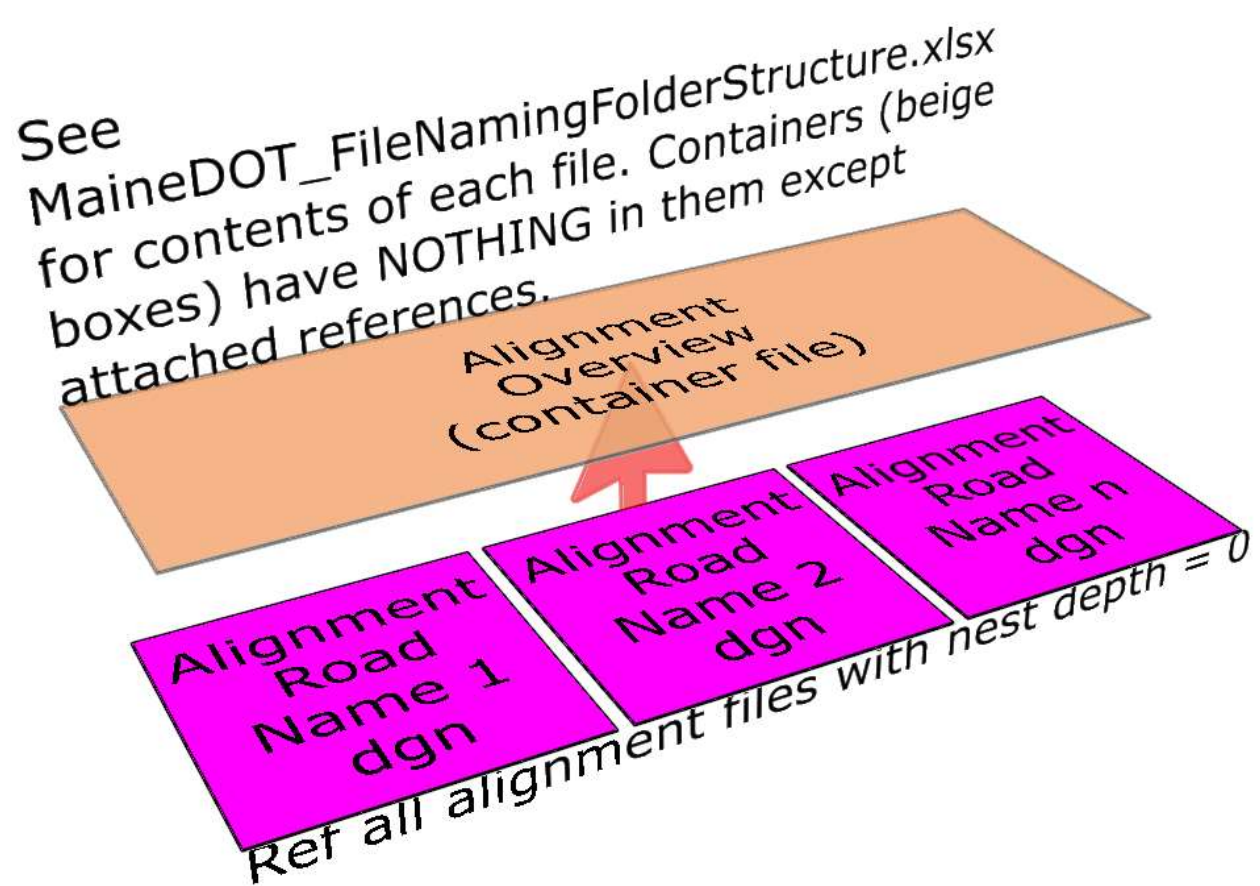 See
MaineDOT_FileNamingFolderStructure.xlsx
for contents of each file. Containers (beige
boxes) have NOTHING in them except
attached references.
Alignment
Overview
(container file)
Alignment
Road
Name 1
dgn
Alignment
Road
Name 2
dgn
Alignment
Road
Name n
dgn
Ref all alignment files with nest depth = 0